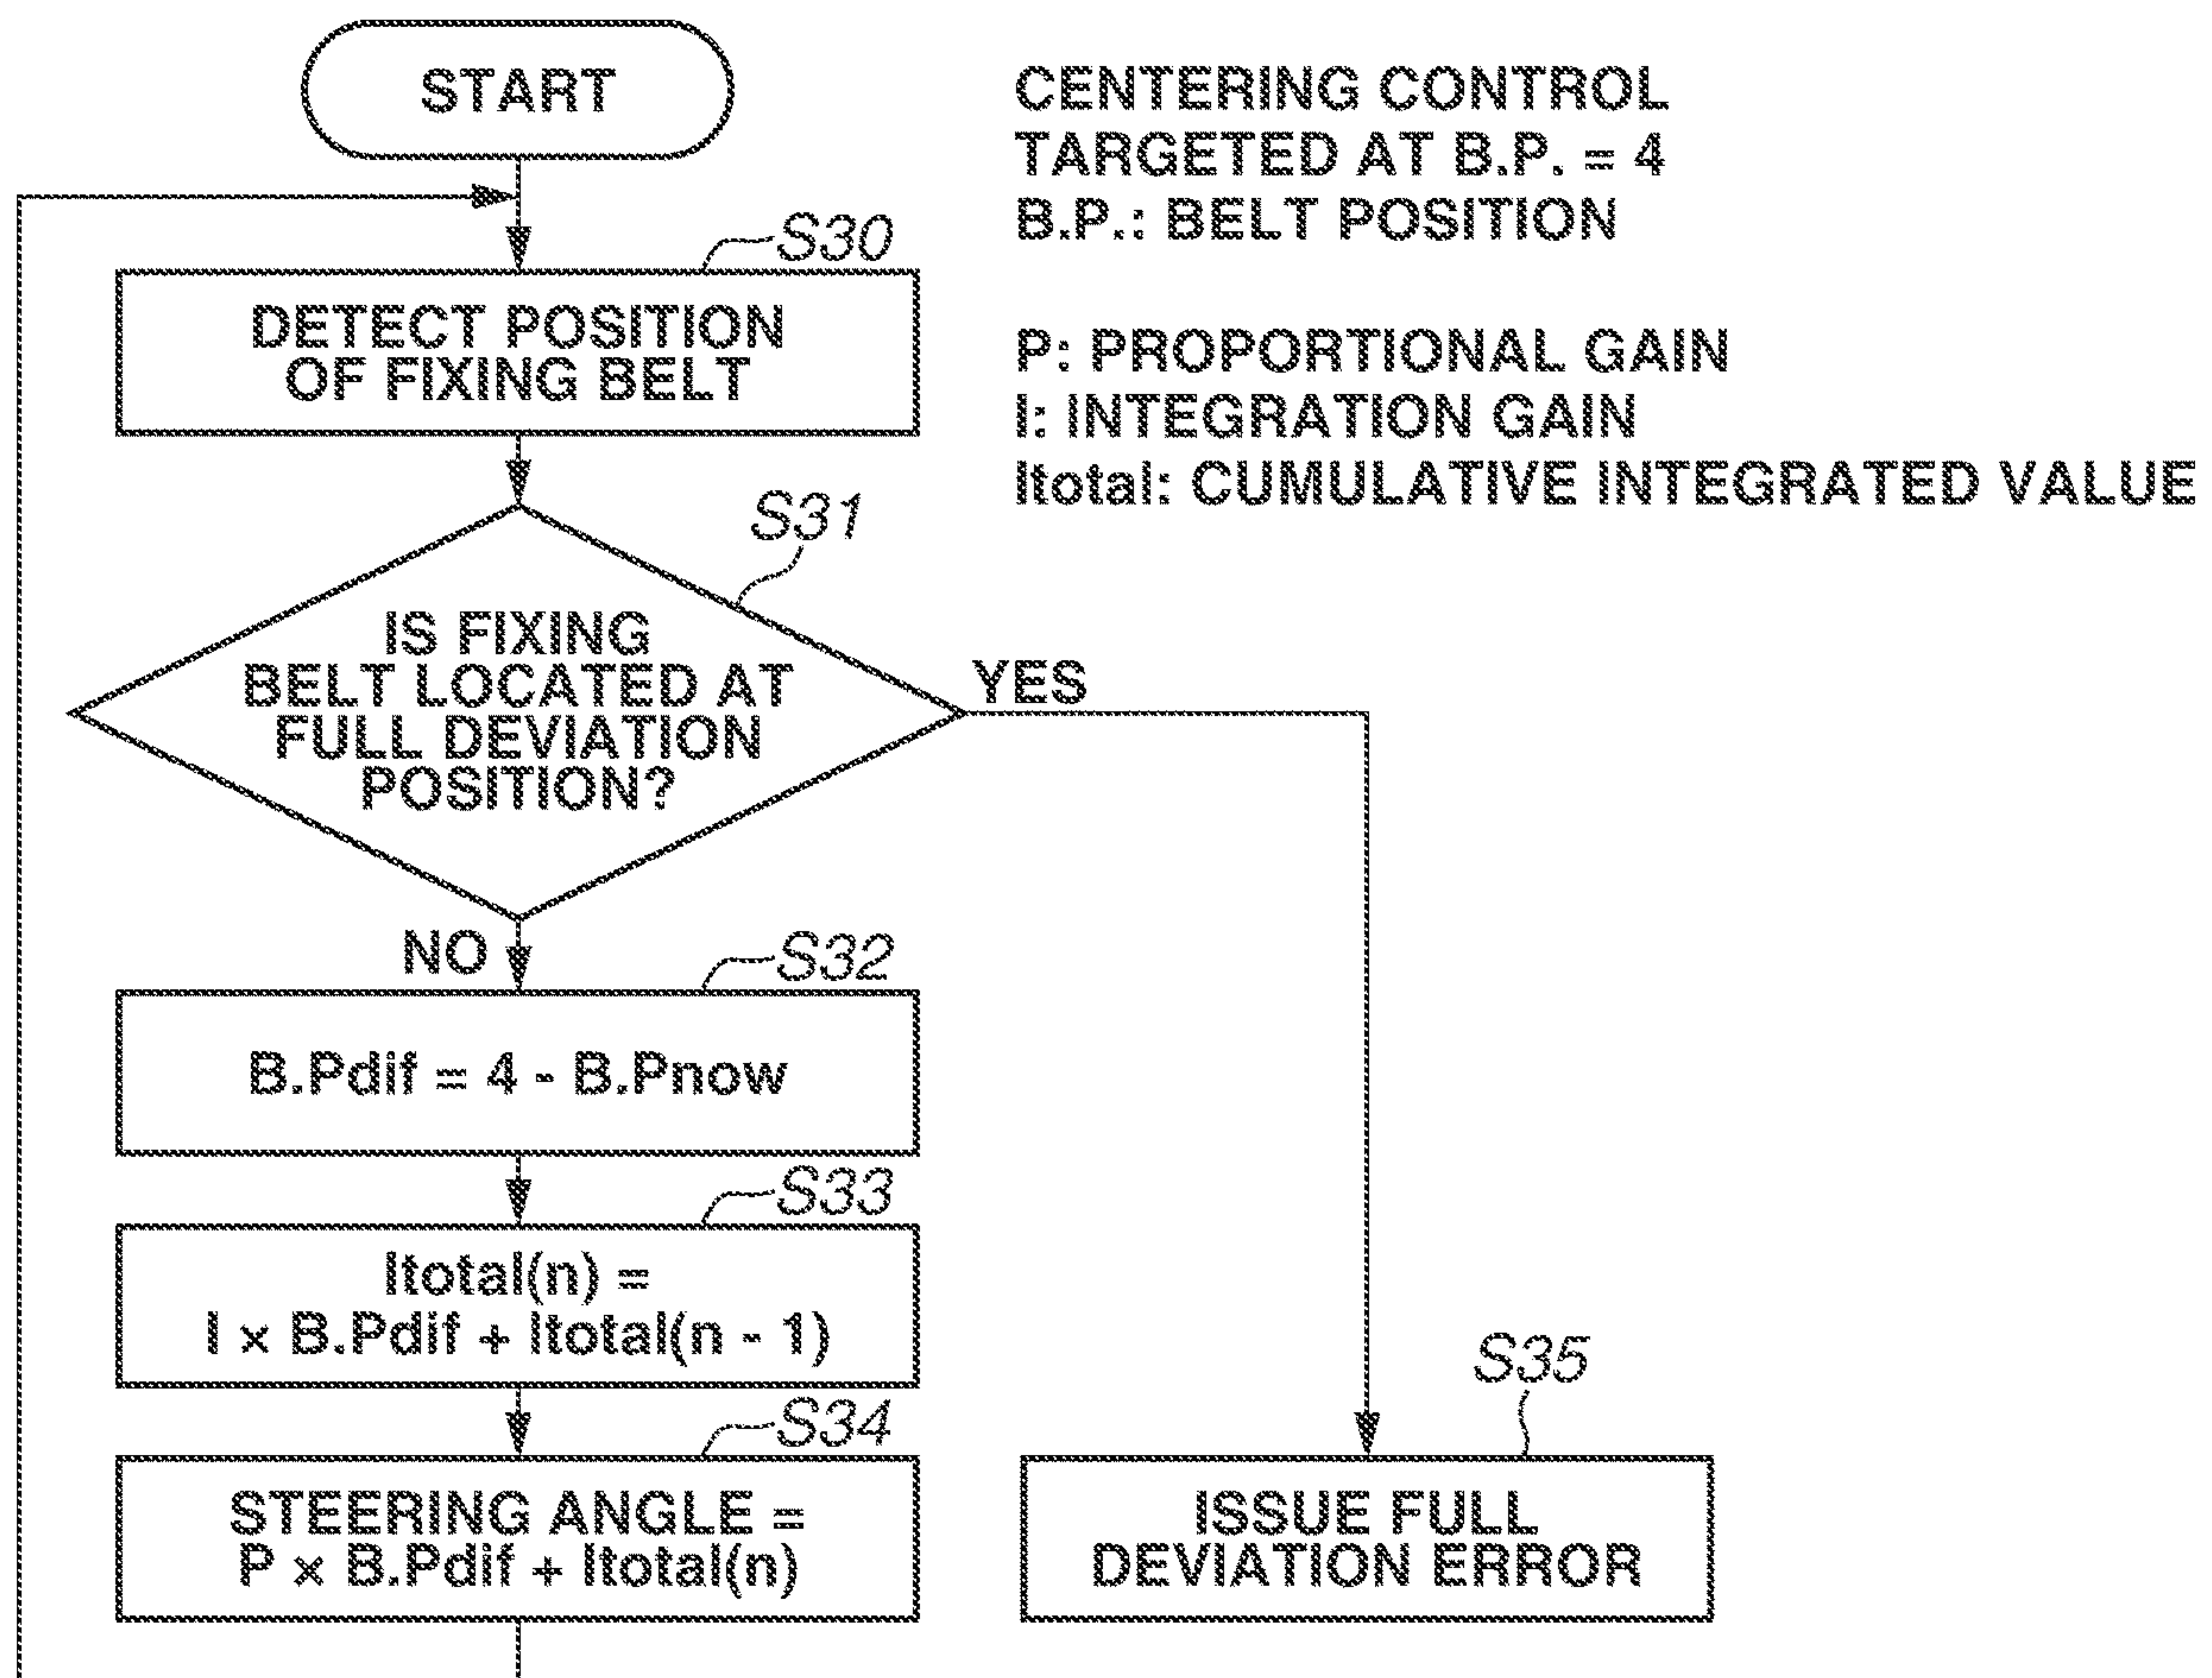 START
CENTERING CONTROL
TARGETED AT B.P. = 4
B.P.: BELT POSITION
P: PROPORTIONAL GAIN
I: INTEGRATION GAIN
Itotal: CUMULATIVE INTEGRATED VALUE
S30
DETECT POSITION
OF FIXING BELT
S31
IS FIXING
BELT LOCATED AT
FULL DEVIATION
POSITION?
YES
NO
S32
B.Pdif = 4 - B.Pnow
S33
Itotal(n) =
I × B.Pdif + Itotal(n - 1)
S34
STEERING ANGLE =
P × B.Pdif + Itotal(n)
S35
ISSUE FULL
DEVIATION ERROR